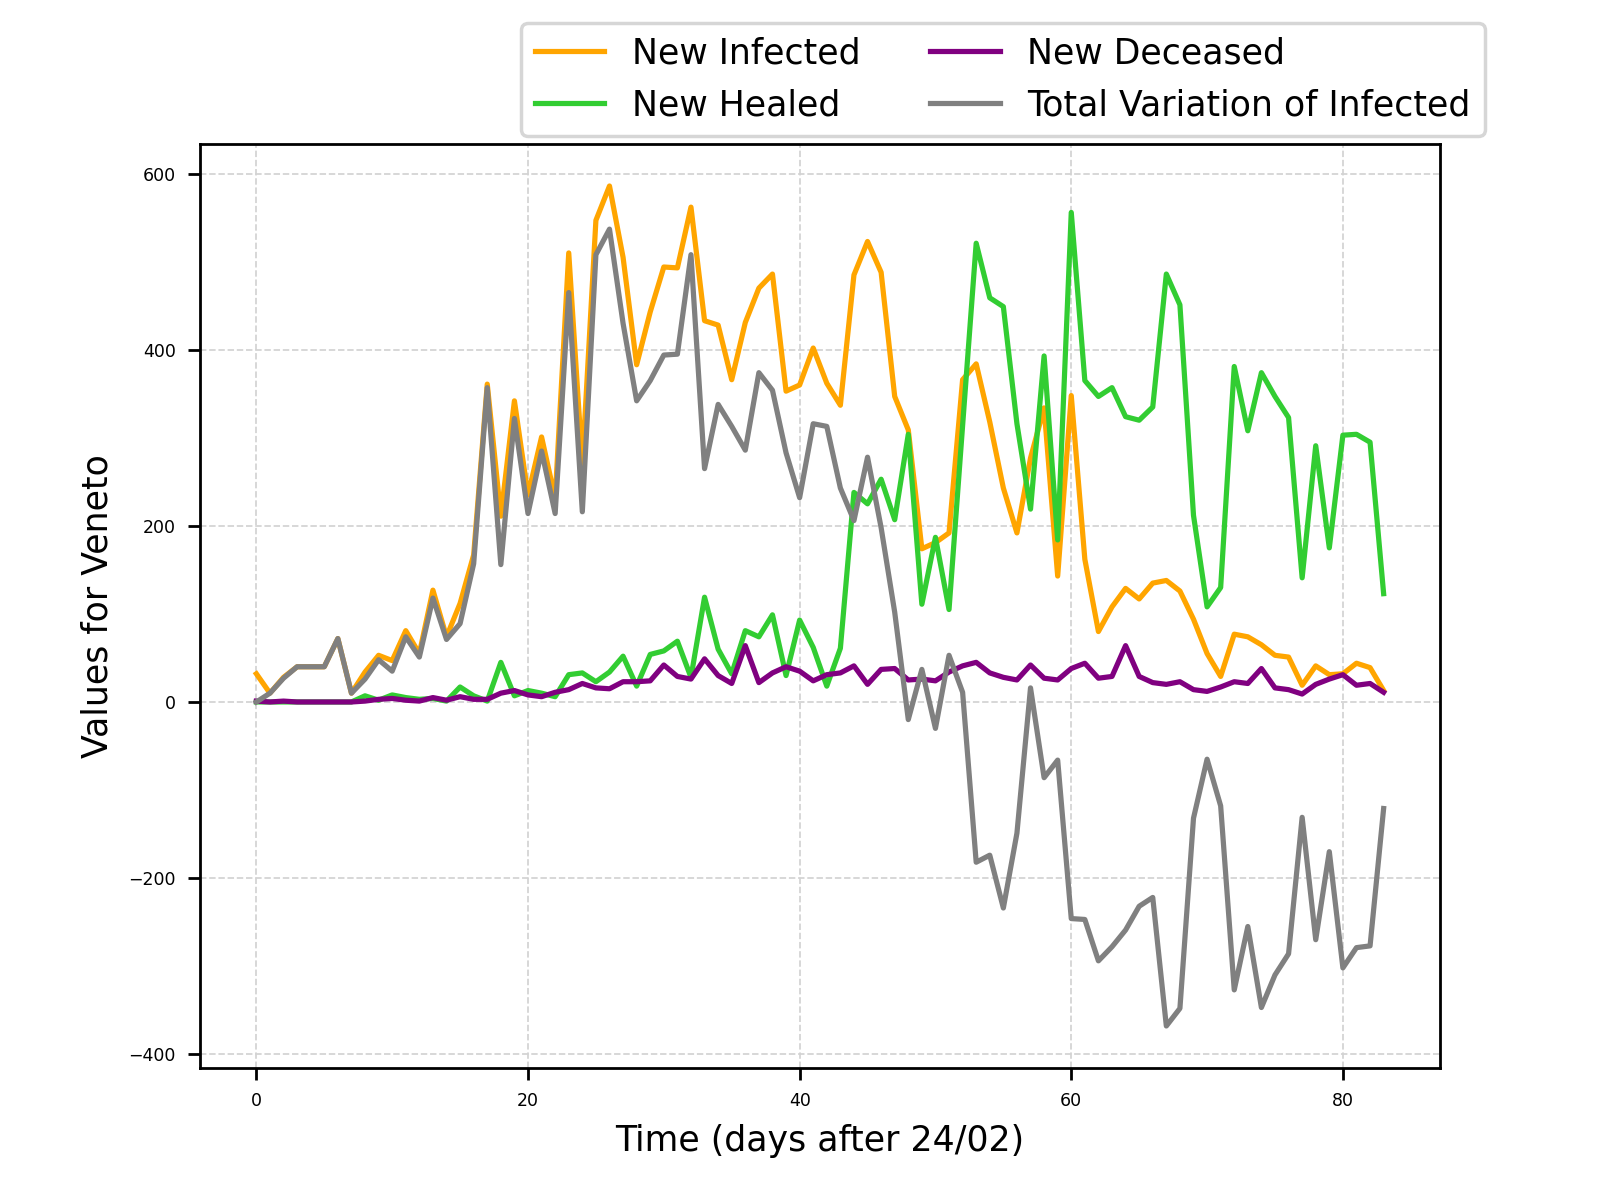 New Infected
New Healed
New Deceased
Total Variation of Infected
600
400
200
0
−200
−400
Values for Veneto
0 20 40 60 80
Time (days after 24/02)